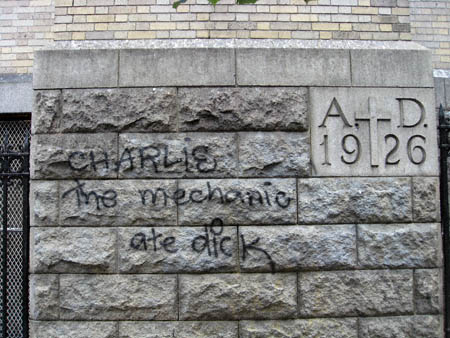 A. D.
1926
CHARLIE
The mechanic
ate dick